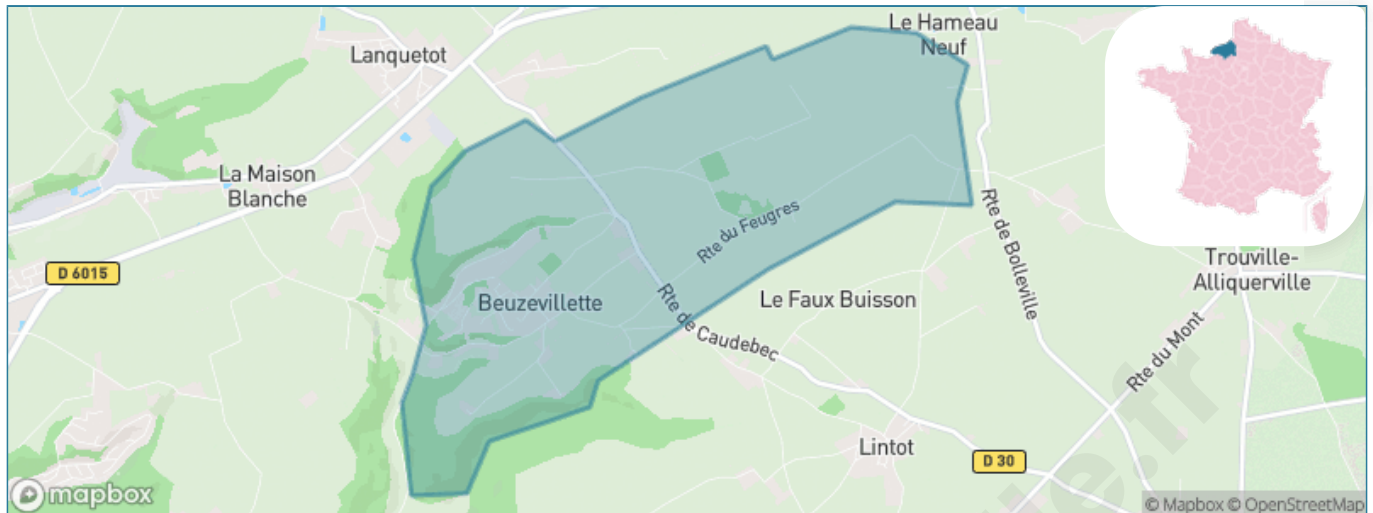 Le Hameau
Neuf
Lanquetot
La Maison
Blanche
D 6015
Beuzevillette
Rte du Feugres
Rte de Caudebec
Le Faux Buisson
Rte de Bolleville
Trouville-
Alliquerville
Rte du Mont
Lintot
D 30
mapbox
© Mapbox © OpenStreetMap